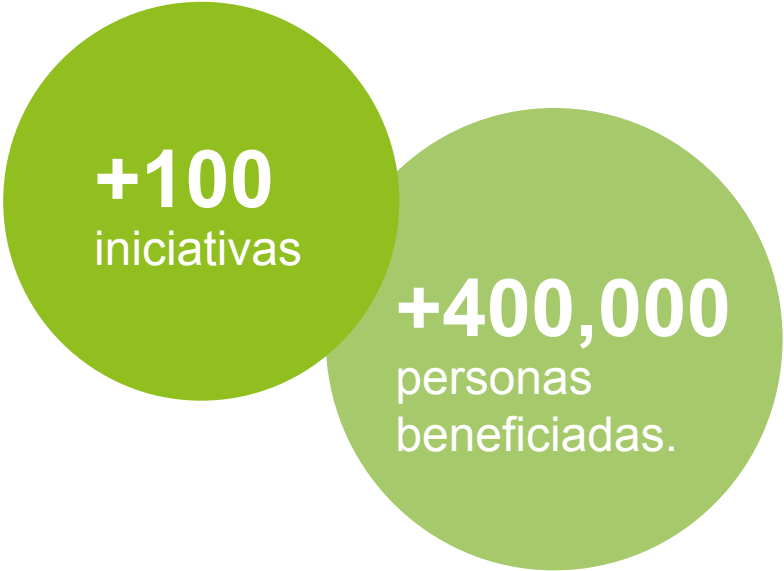 +100
iniciativas
+400,000
personas
beneficiadas.